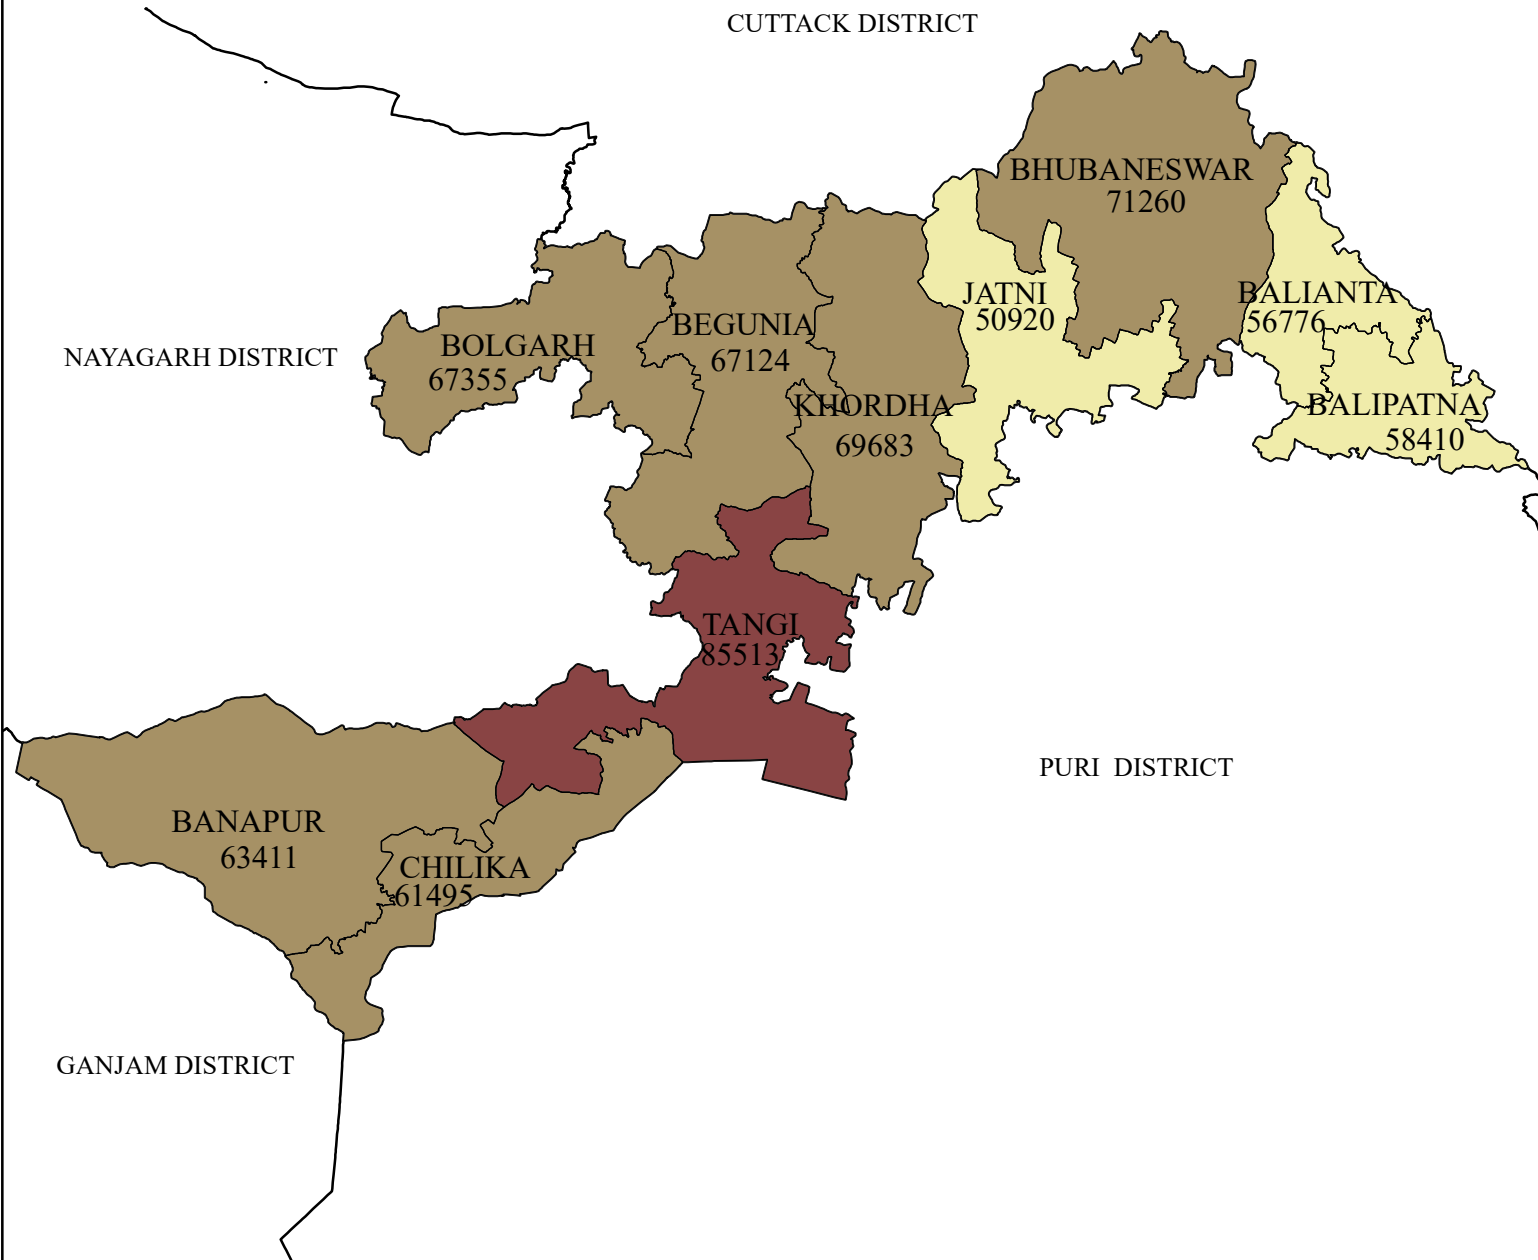 CUTTACK DISTRICT
BHUBANESWAR
71260
JATNI
50920
BALIANTA
56776
BEGUNIA
67124
BOLGARH
67355
NAYAGARH DISTRICT
KHORDHA
69683
BALIPATNA
58410
TANGI
85513
PURI DISTRICT
BANAPUR
63411
CHILIKA
61495
GANJAM DISTRICT